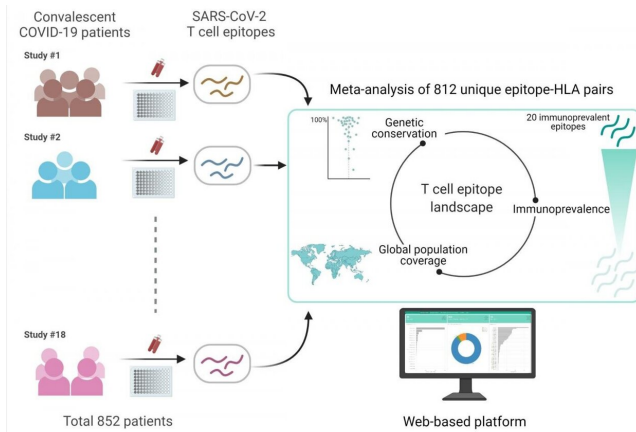 Convalescent
COVID-19 patients
SARS-CoV-2
T cell epitopes
Study #1
Study #2
Study #18
Total 852 patients
Meta-analysis of 812 unique epitope-HLA pairs
100%
Genetic
conservation
20 immunoprevalent
epitopes
T cell epitope
landscape
Immunoprevalence
Global population
coverage
Web-based platform